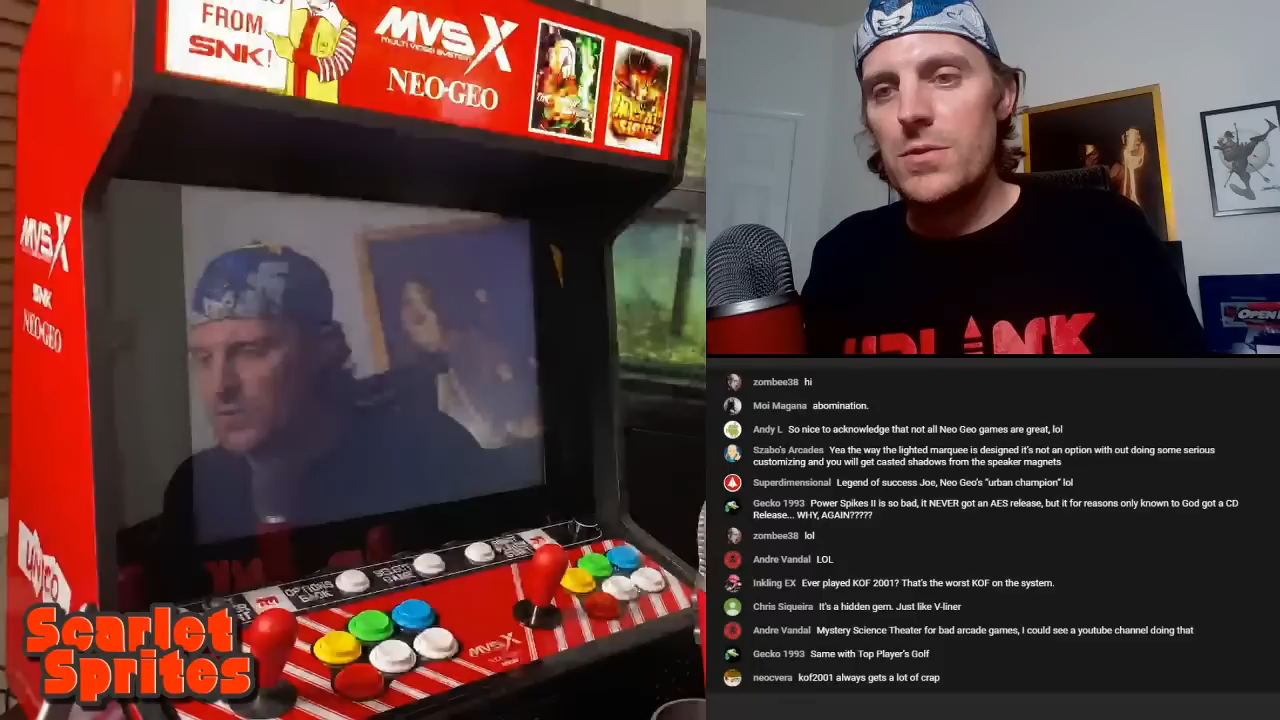 FROM
SNK!
MVSX
MULTI VIDEO SYSTEM
NEO·GEO
MVSX
SNK
NEO·GEO
OPTIONS
BACK
SELECT
GAME
MVSX
Scarlet
Sprites
OPEN
zombee38 hi
Moi Magana abomination.
Andy L So nice to acknowledge that not all Neo Geo games are great, lol
Szabo's Arcades Yea the way the lighted marquee is designed it's not an option with out doing some serious
customizing and you will get casted shadows from the speaker magnets
Superdimensional Legend of success Joe, Neo Geo's "urban champion" lol
Gecko 1993 Power Spikes II is so bad, it NEVER got an AES release, but it for reasons only known to God got a CD
Release... WHY, AGAIN?????
zombee38 lol
Andre Vandal LOL
Inkling EX Ever played KOF 2001? That's the worst KOF on the system.
Chris Siqueira It's a hidden gem. Just like V-liner
Andre Vandal Mystery Science Theater for bad arcade games, I could see a youtube channel doing that
Gecko 1993 Same with Top Player's Golf
neocvera kof2001 always gets a lot of crap